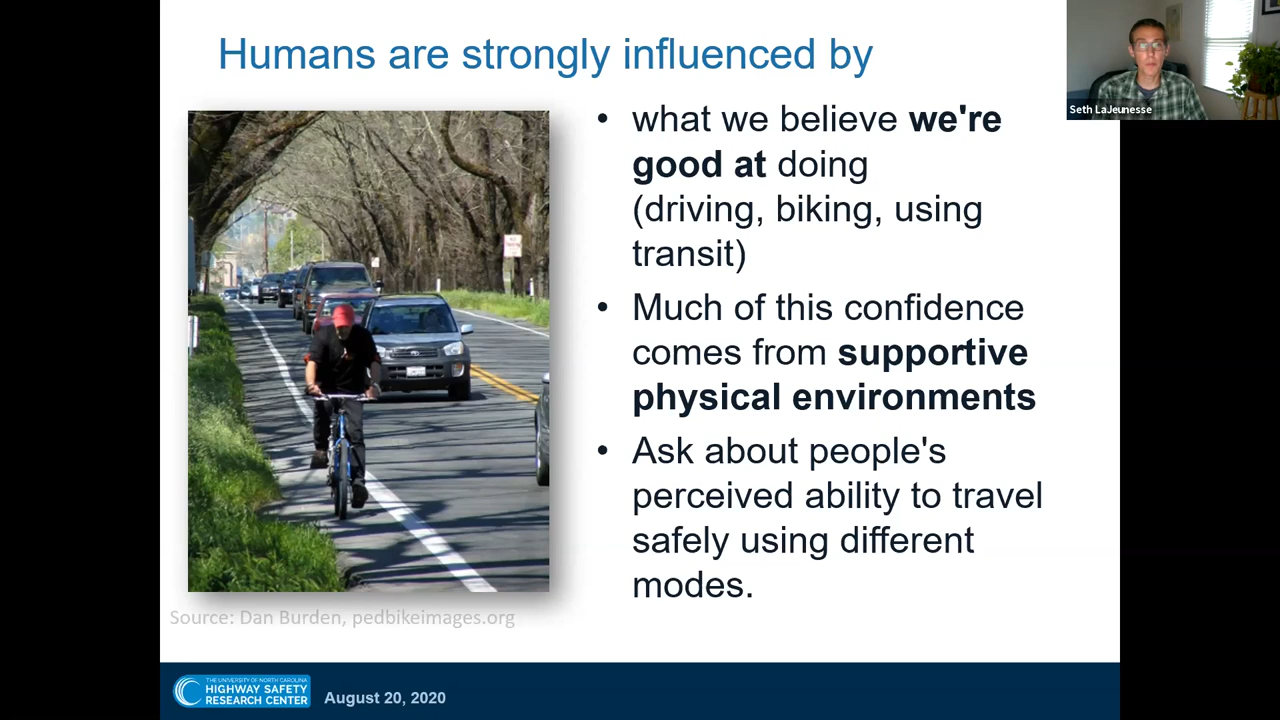 Humans are strongly influenced by
Seth LaJeunesse
• what we believe we're
good at doing
(driving, biking, using
transit)
• Much of this confidence
comes from supportive
physical environments
• Ask about people's
perceived ability to travel
safely using different
modes.
Source: Dan Burden, pedbikeimages.org
THE UNIVERSITY OF NORTH CAROLINA
HIGHWAY SAFETY
RESEARCH CENTER
August 20, 2020